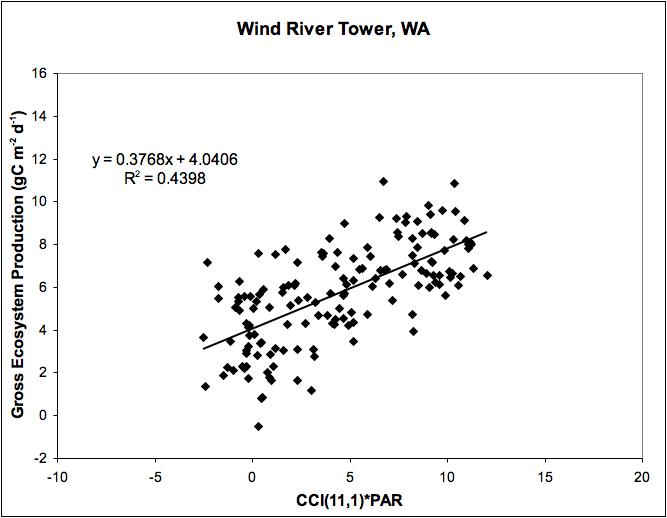 Wind River Tower, WA
Gross Ecosystem Production (gC m⁻² d⁻¹)
16
14
12
10
8
6
4
2
0
-2
y = 0.3768x + 4.0406
R² = 0.4398
-10 -5 0 5 10 15 20
CCI(11,1)*PAR